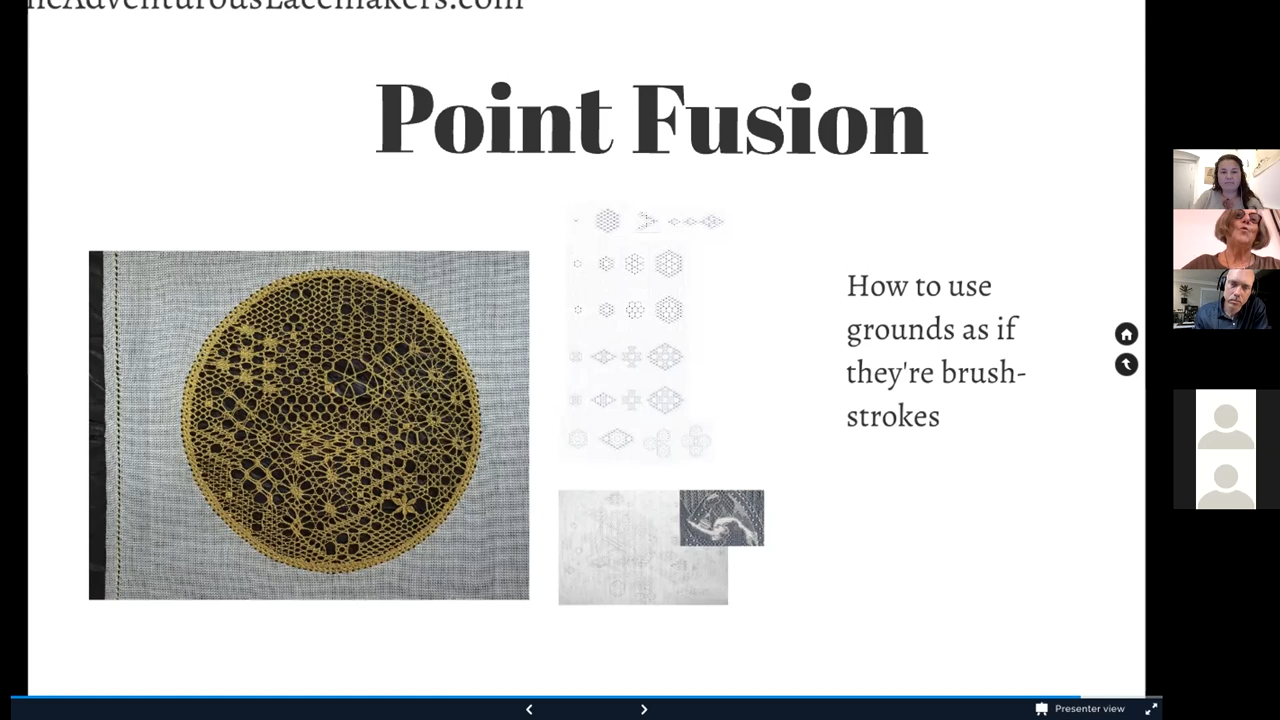 Point Fusion
How to use
grounds as if
they're brush-
strokes
Presenter view